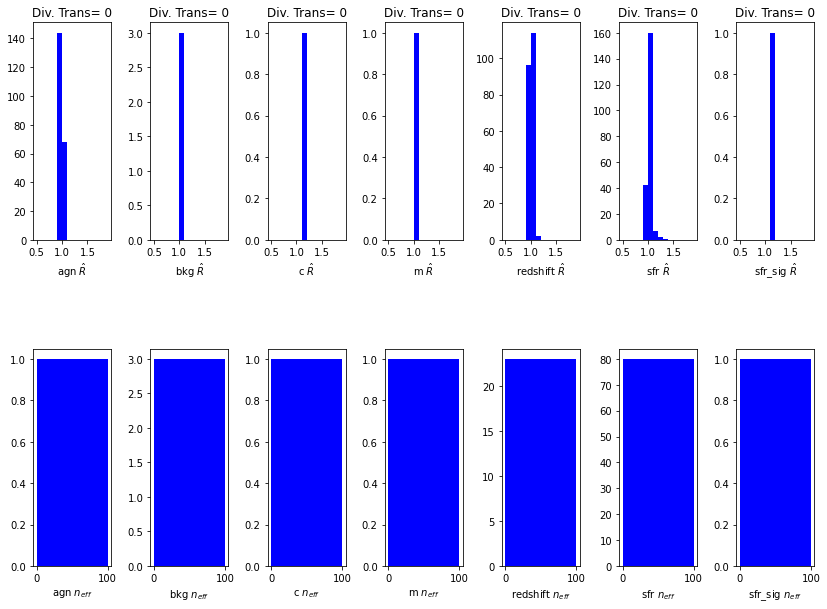 Div. Trans= 0 Div. Trans= 0 Div. Trans= 0 Div. Trans= 0 Div. Trans= 0 Div. Trans= 0 Div. Trans= 0
140 3.0 1.0 1.0 100 160 1.0
120 2.5 0.8 0.8 80 140 0.8
100 2.0 0.6 0.6 60 120 0.6
80 1.5 0.4 0.4 40 100 0.4
60 1.0 0.2 0.2 20 80 0.2
40 0.5 0.0 0.0 0 60 0.0
20 0.0 40
0 20
0
0.5 1.0 1.5 0.5 1.0 1.5 0.5 1.0 1.5 0.5 1.0 1.5 0.5 1.0 1.5 0.5 1.0 1.5 0.5 1.0 1.5
agn R̂ bkg R̂ c R̂ m R̂ redshift R̂ sfr R̂ sfr_sig R̂
1.0 3.0 1.0 1.0 20 80 1.0
0.8 2.5 0.8 0.8 15 70 0.8
0.6 2.0 0.6 0.6 10 60 0.6
0.4 1.5 0.4 0.4 5 50 0.4
0.2 1.0 0.2 0.2 0 40 0.2
0.0 0.5 0.0 0.0 30 0.0
0.0 20
10
0
0 100 0 100 0 100 0 100 0 100 0 100 0 100
agn n_eff bkg n_eff c n_eff m n_eff redshift n_eff sfr n_eff sfr_sig n_eff